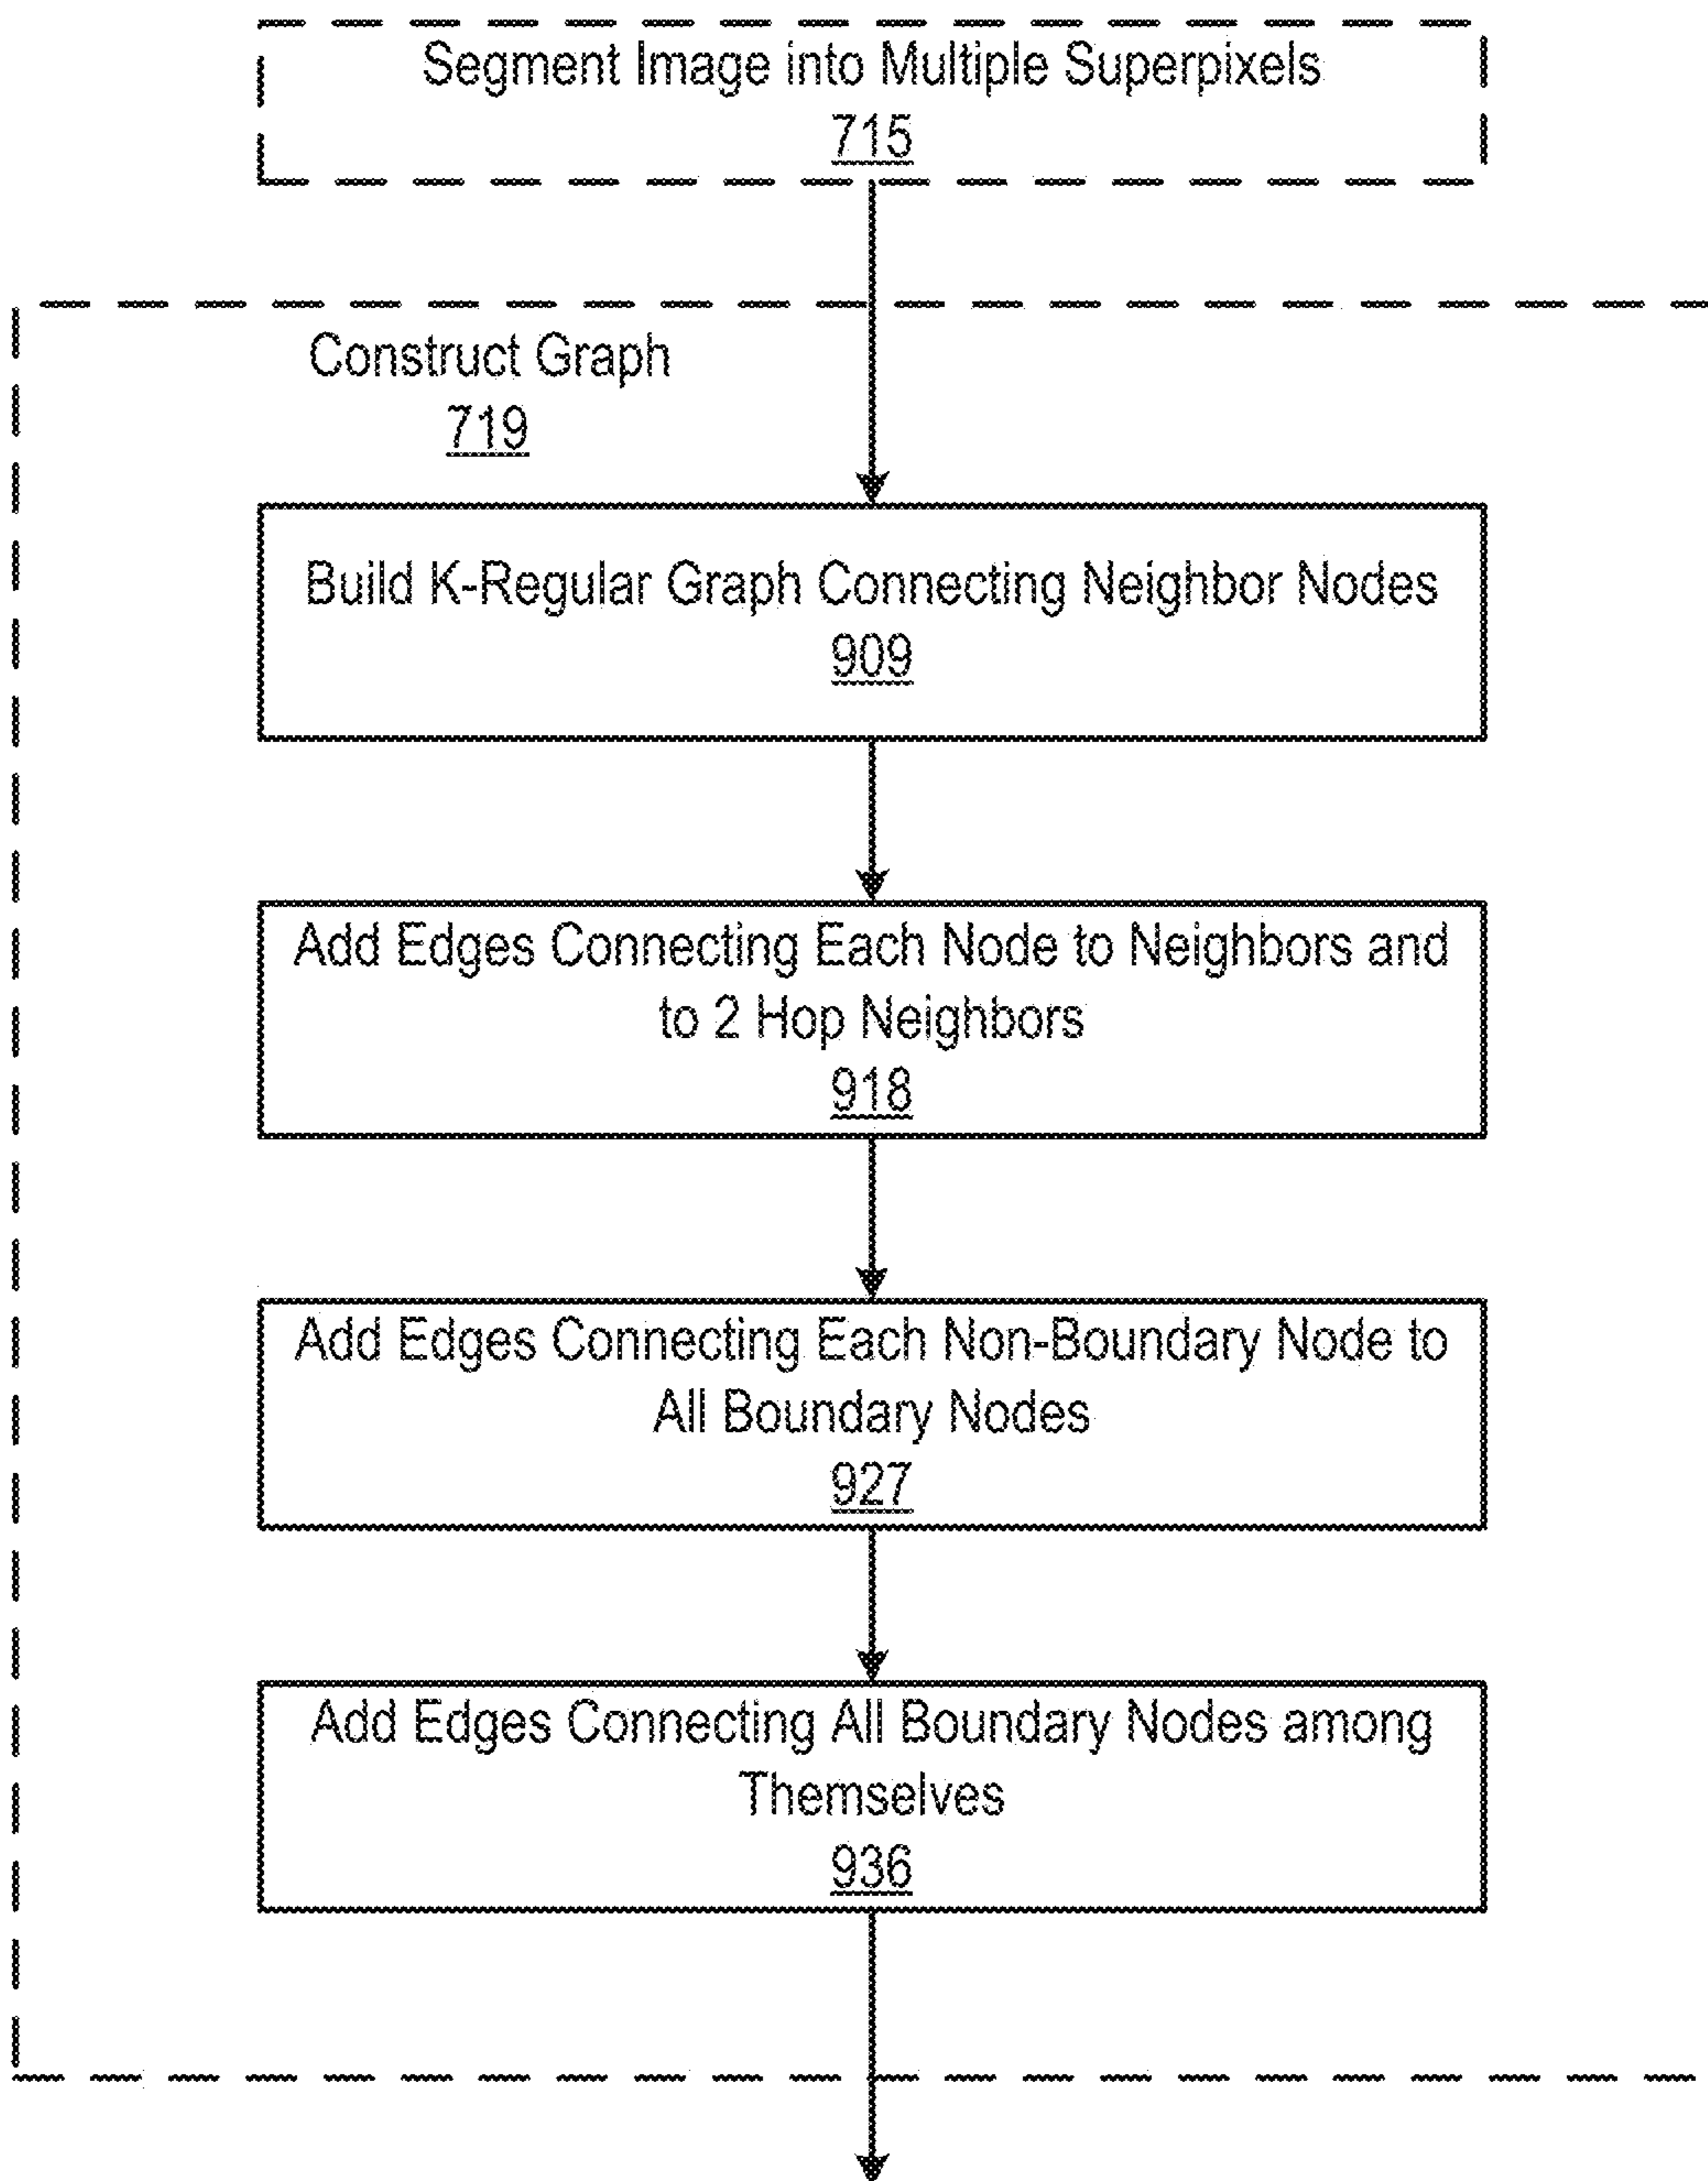 Segment Image into Multiple Superpixels
715
Construct Graph
719
Build K-Regular Graph Connecting Neighbor Nodes
909
Add Edges Connecting Each Node to Neighbors and
to 2 Hop Neighbors
918
Add Edges Connecting Each Non-Boundary Node to
All Boundary Nodes
927
Add Edges Connecting All Boundary Nodes among
Themselves
936